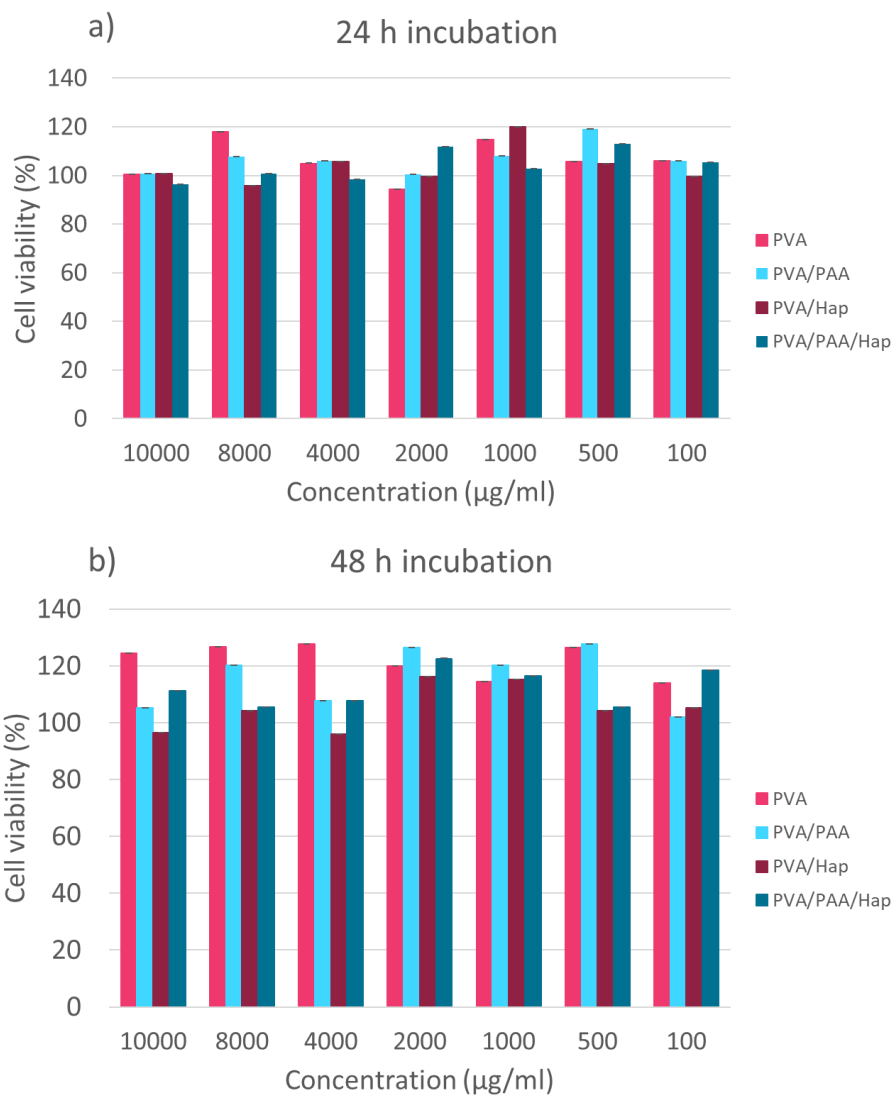 a)
24 h incubation
Cell viability (%)
140
120
100
80
60
40
20
0
10000 8000 4000 2000 1000 500 100
Concentration (μg/ml)
PVA
PVA/PAA
PVA/Hap
PVA/PAA/Hap
b)
48 h incubation
Cell viability (%)
140
120
100
80
60
40
20
0
10000 8000 4000 2000 1000 500 100
Concentration (μg/ml)
PVA
PVA/PAA
PVA/Hap
PVA/PAA/Hap